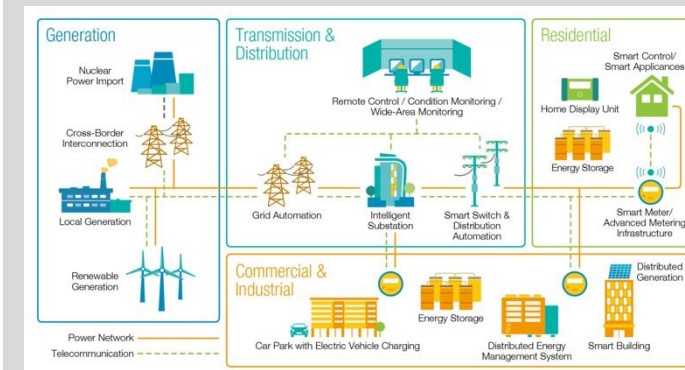 Generation
Nuclear
Power Import
Cross-Border
Interconnection
Local Generation
Renewable
Generation
Power Network
Telecommunication
Transmission &
Distribution
Remote Control / Condition Monitoring /
Wide-Area Monitoring
Grid Automation
Intelligent
Substation
Smart Switch &
Distribution
Automation
Residential
Smart Control/
Smart Applicances
Home Display Unit
Energy Storage
Smart Meter/
Advanced Metering
Infrastructure
Commercial &
Industrial
Car Park with Electric Vehicle Charging
Energy Storage
Distributed Energy
Management System
Distributed
Generation
Smart Building